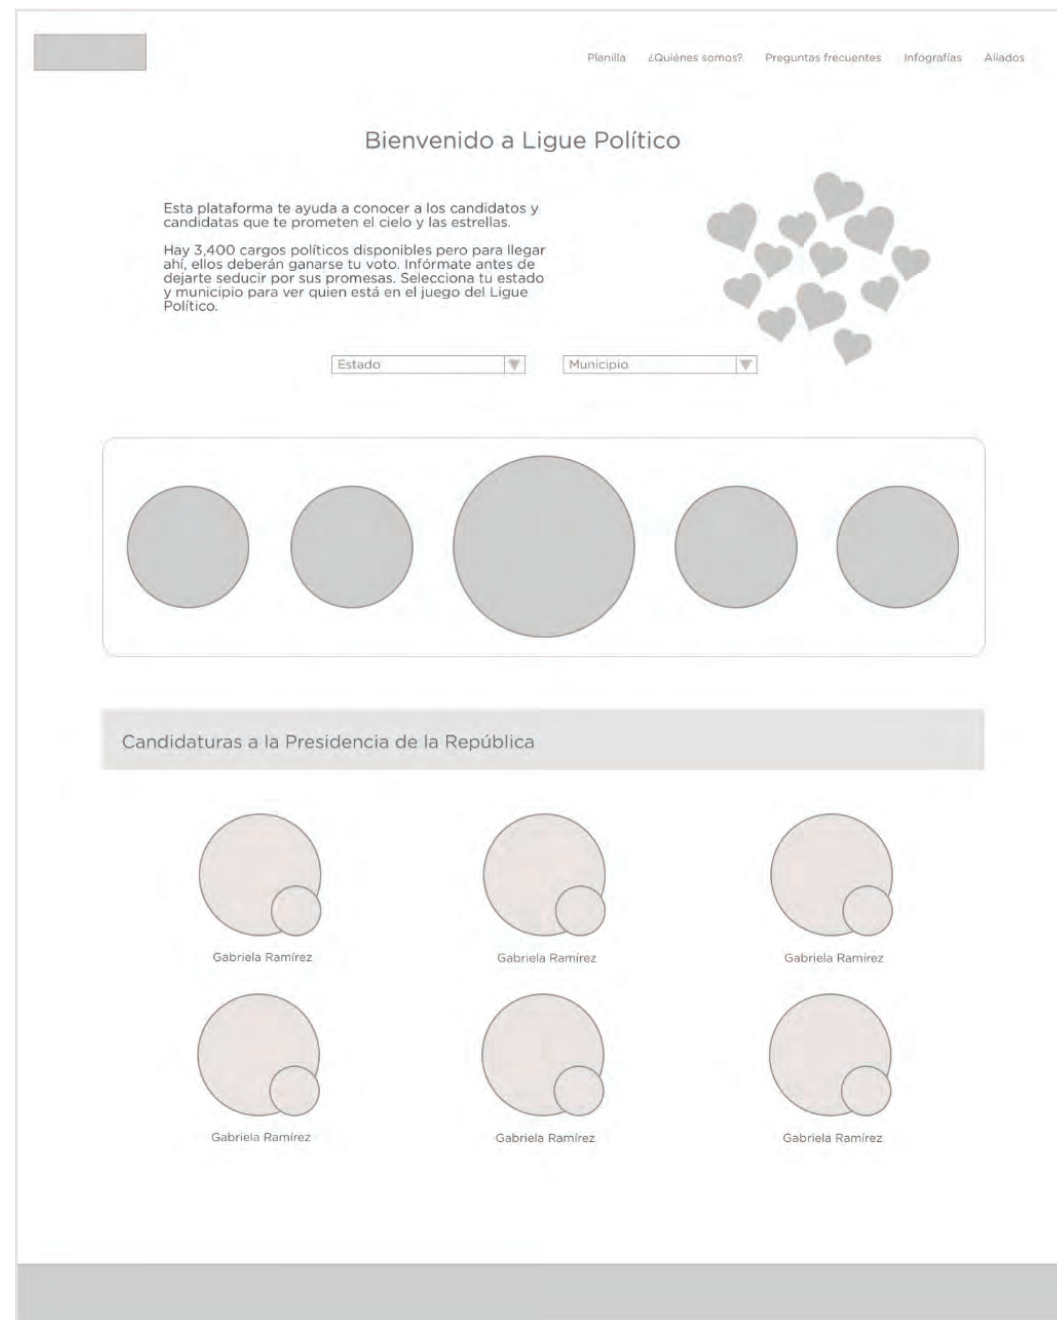 Planilla ¿Quiénes somos? Preguntas frecuentes Infografías Aliados
Bienvenido a Ligue Político
Esta plataforma te ayuda a conocer a los candidatos y
candidatas que te prometen el cielo y las estrellas.
Hay 3,400 cargos políticos disponibles pero para llegar
ahí, ellos deberán ganarse tu voto. Infórmate antes de
dejarte seducir por sus promesas. Selecciona tu estado
y municipio para ver quien está en el juego del Ligue
Político.
Estado Municipio
Candidaturas a la Presidencia de la República
Gabriela Ramírez Gabriela Ramírez Gabriela Ramírez
Gabriela Ramírez Gabriela Ramírez Gabriela Ramírez